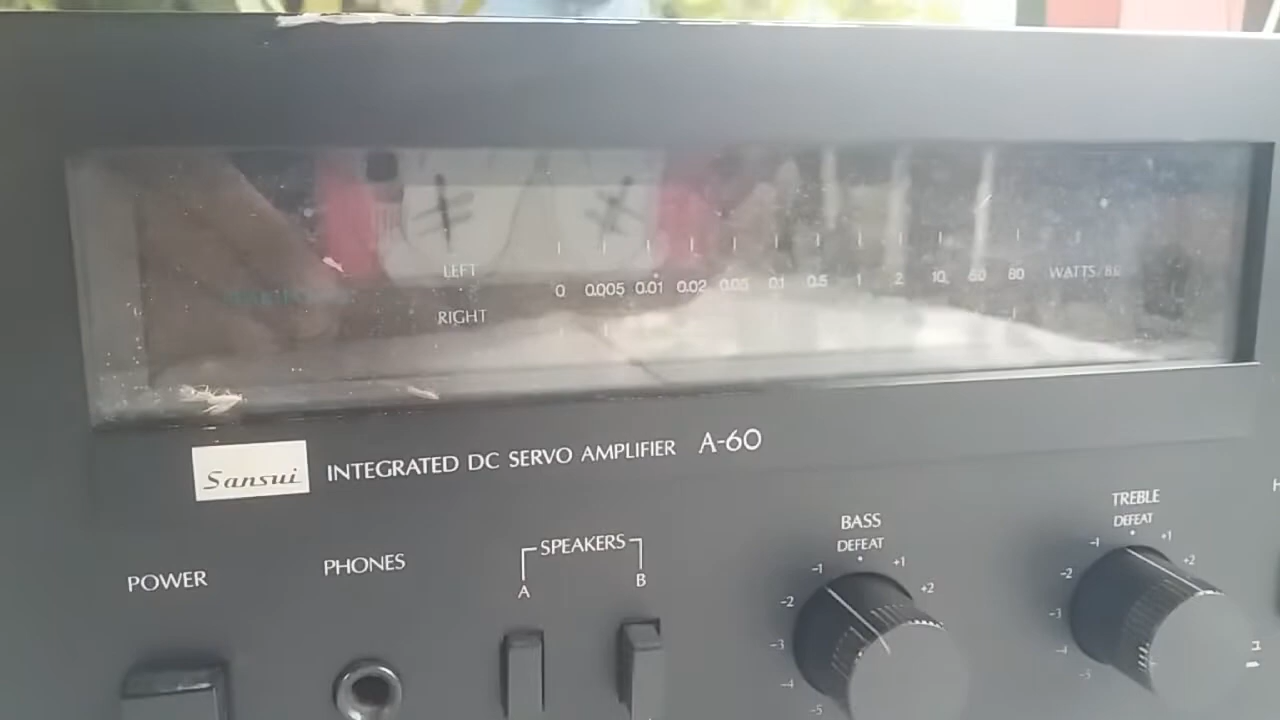 LEFT
0 0.005 0.01 0.02 0.05 0.1 0.5 1 2 10 60 80 WATTS/8Ω
RIGHT
Sansui INTEGRATED DC SERVO AMPLIFIER A-60
POWER
PHONES
SPEAKERS
A B
BASS
DEFEAT
-1 +1
-2 +2
-3
-4
-5
TREBLE
DEFEAT
-1 +1
-2 +2
-3
-4